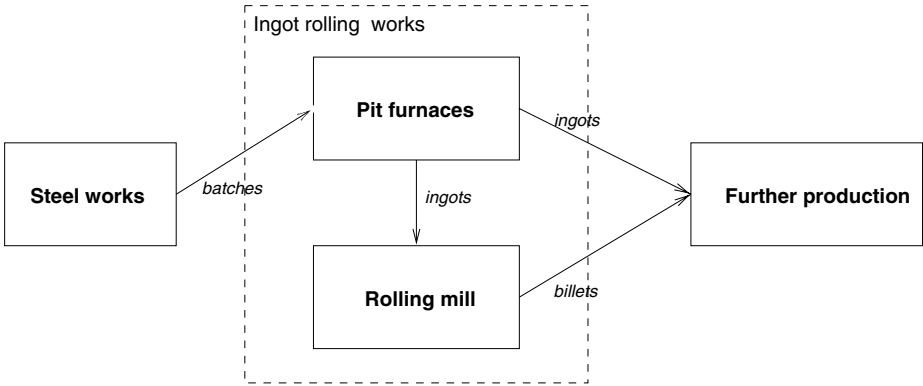 Ingot rolling works
Pit furnaces
ingots
Steel works
batches
ingots
Further production
Rolling mill
billets